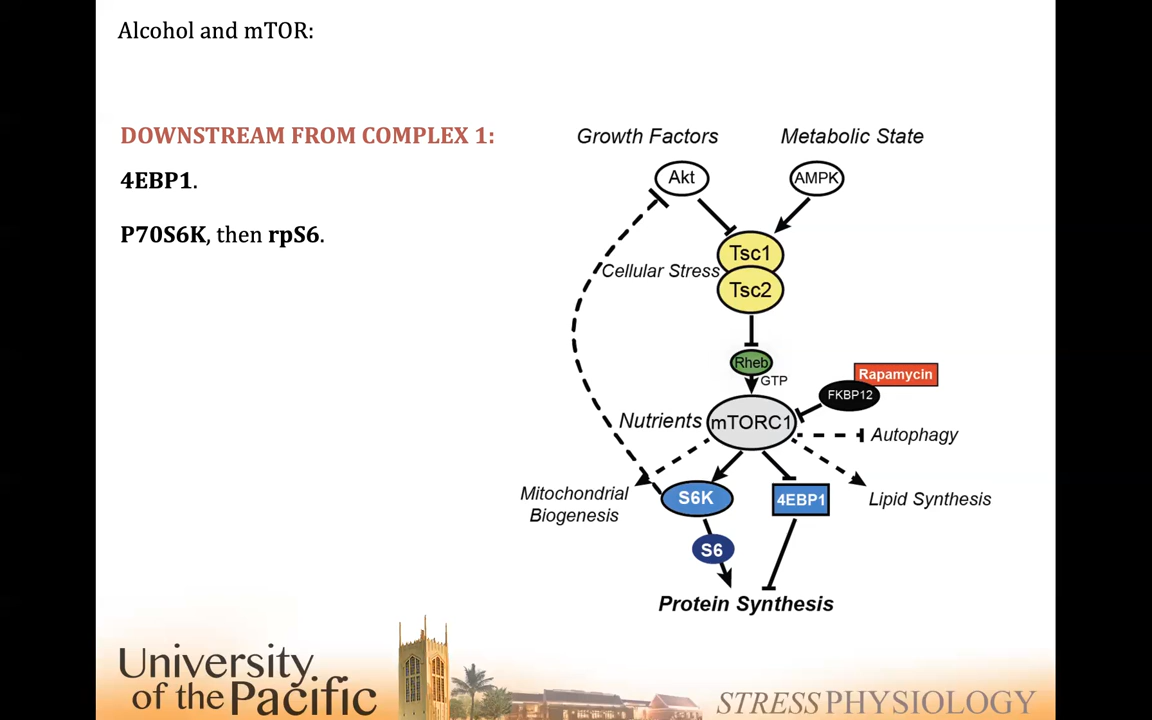 Alcohol and mTOR:
DOWNSTREAM FROM COMPLEX 1:
4EBP1.
P70S6K, then rpS6.
Growth Factors
Metabolic State
Akt
AMPK
Tsc1
Cellular Stress
Tsc2
Rheb
GTP
Rapamycin
FKBP12
Nutrients
mTORC1
Autophagy
Mitochondrial
Biogenesis
S6K
4EBP1
Lipid Synthesis
S6
Protein Synthesis
University
of the Pacific
STRESS PHYSIOLOGY